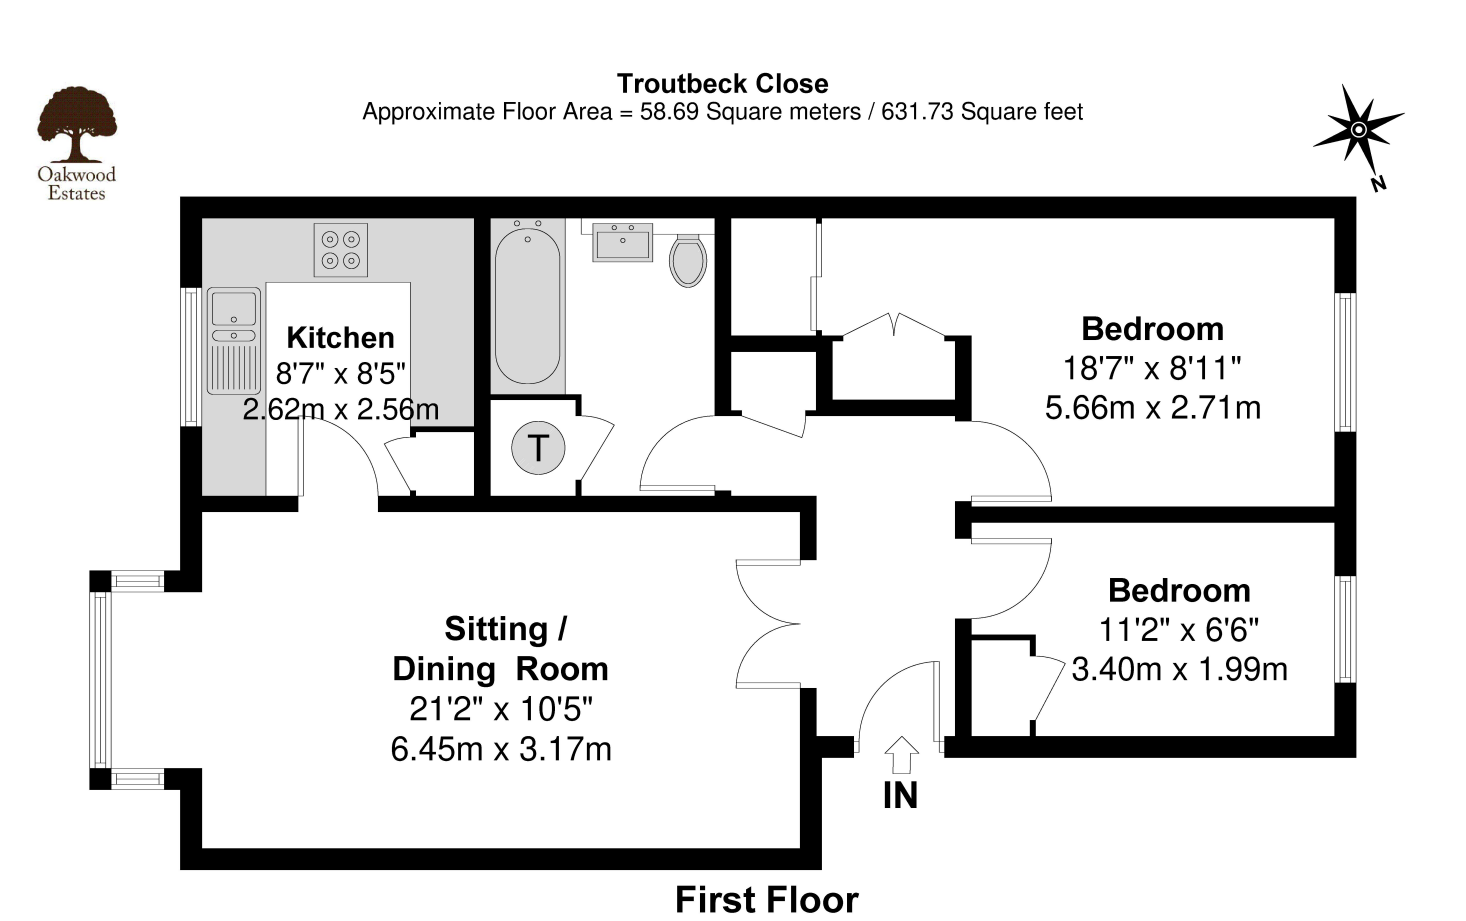 Troutbeck Close
Approximate Floor Area = 58.69 Square meters / 631.73 Square feet
Oakwood
Estates
N
Kitchen
8'7" x 8'5"
2.62m x 2.56m
T
Bedroom
18'7" x 8'11"
5.66m x 2.71m
Bedroom
11'2" x 6'6"
3.40m x 1.99m
Sitting /
Dining Room
21'2" x 10'5"
6.45m x 3.17m
IN
First Floor